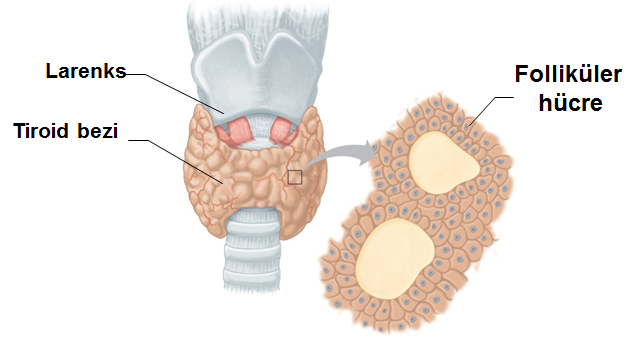 Larenks
Tiroid bezi
Folliküler
hücre